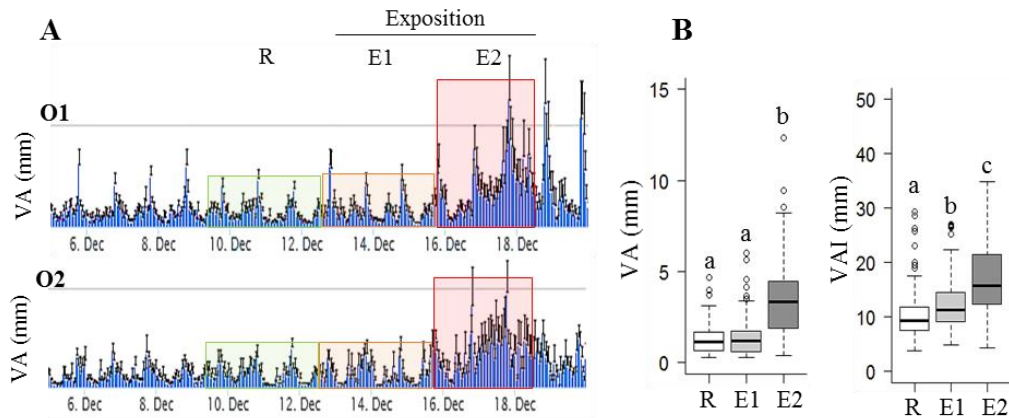 A
Exposition
R E1 E2
O1
VA (mm)
6. Dec 8. Dec 10. Dec 12. Dec 14. Dec 16. Dec 18. Dec
O2
VA (mm)
6. Dec 8. Dec 10. Dec 12. Dec 14. Dec 16. Dec 18. Dec
B
VA (mm)
15
10
5
0
a a b
R E1 E2
VAI (mm)
50
40
30
20
10
0
a b c
R E1 E2